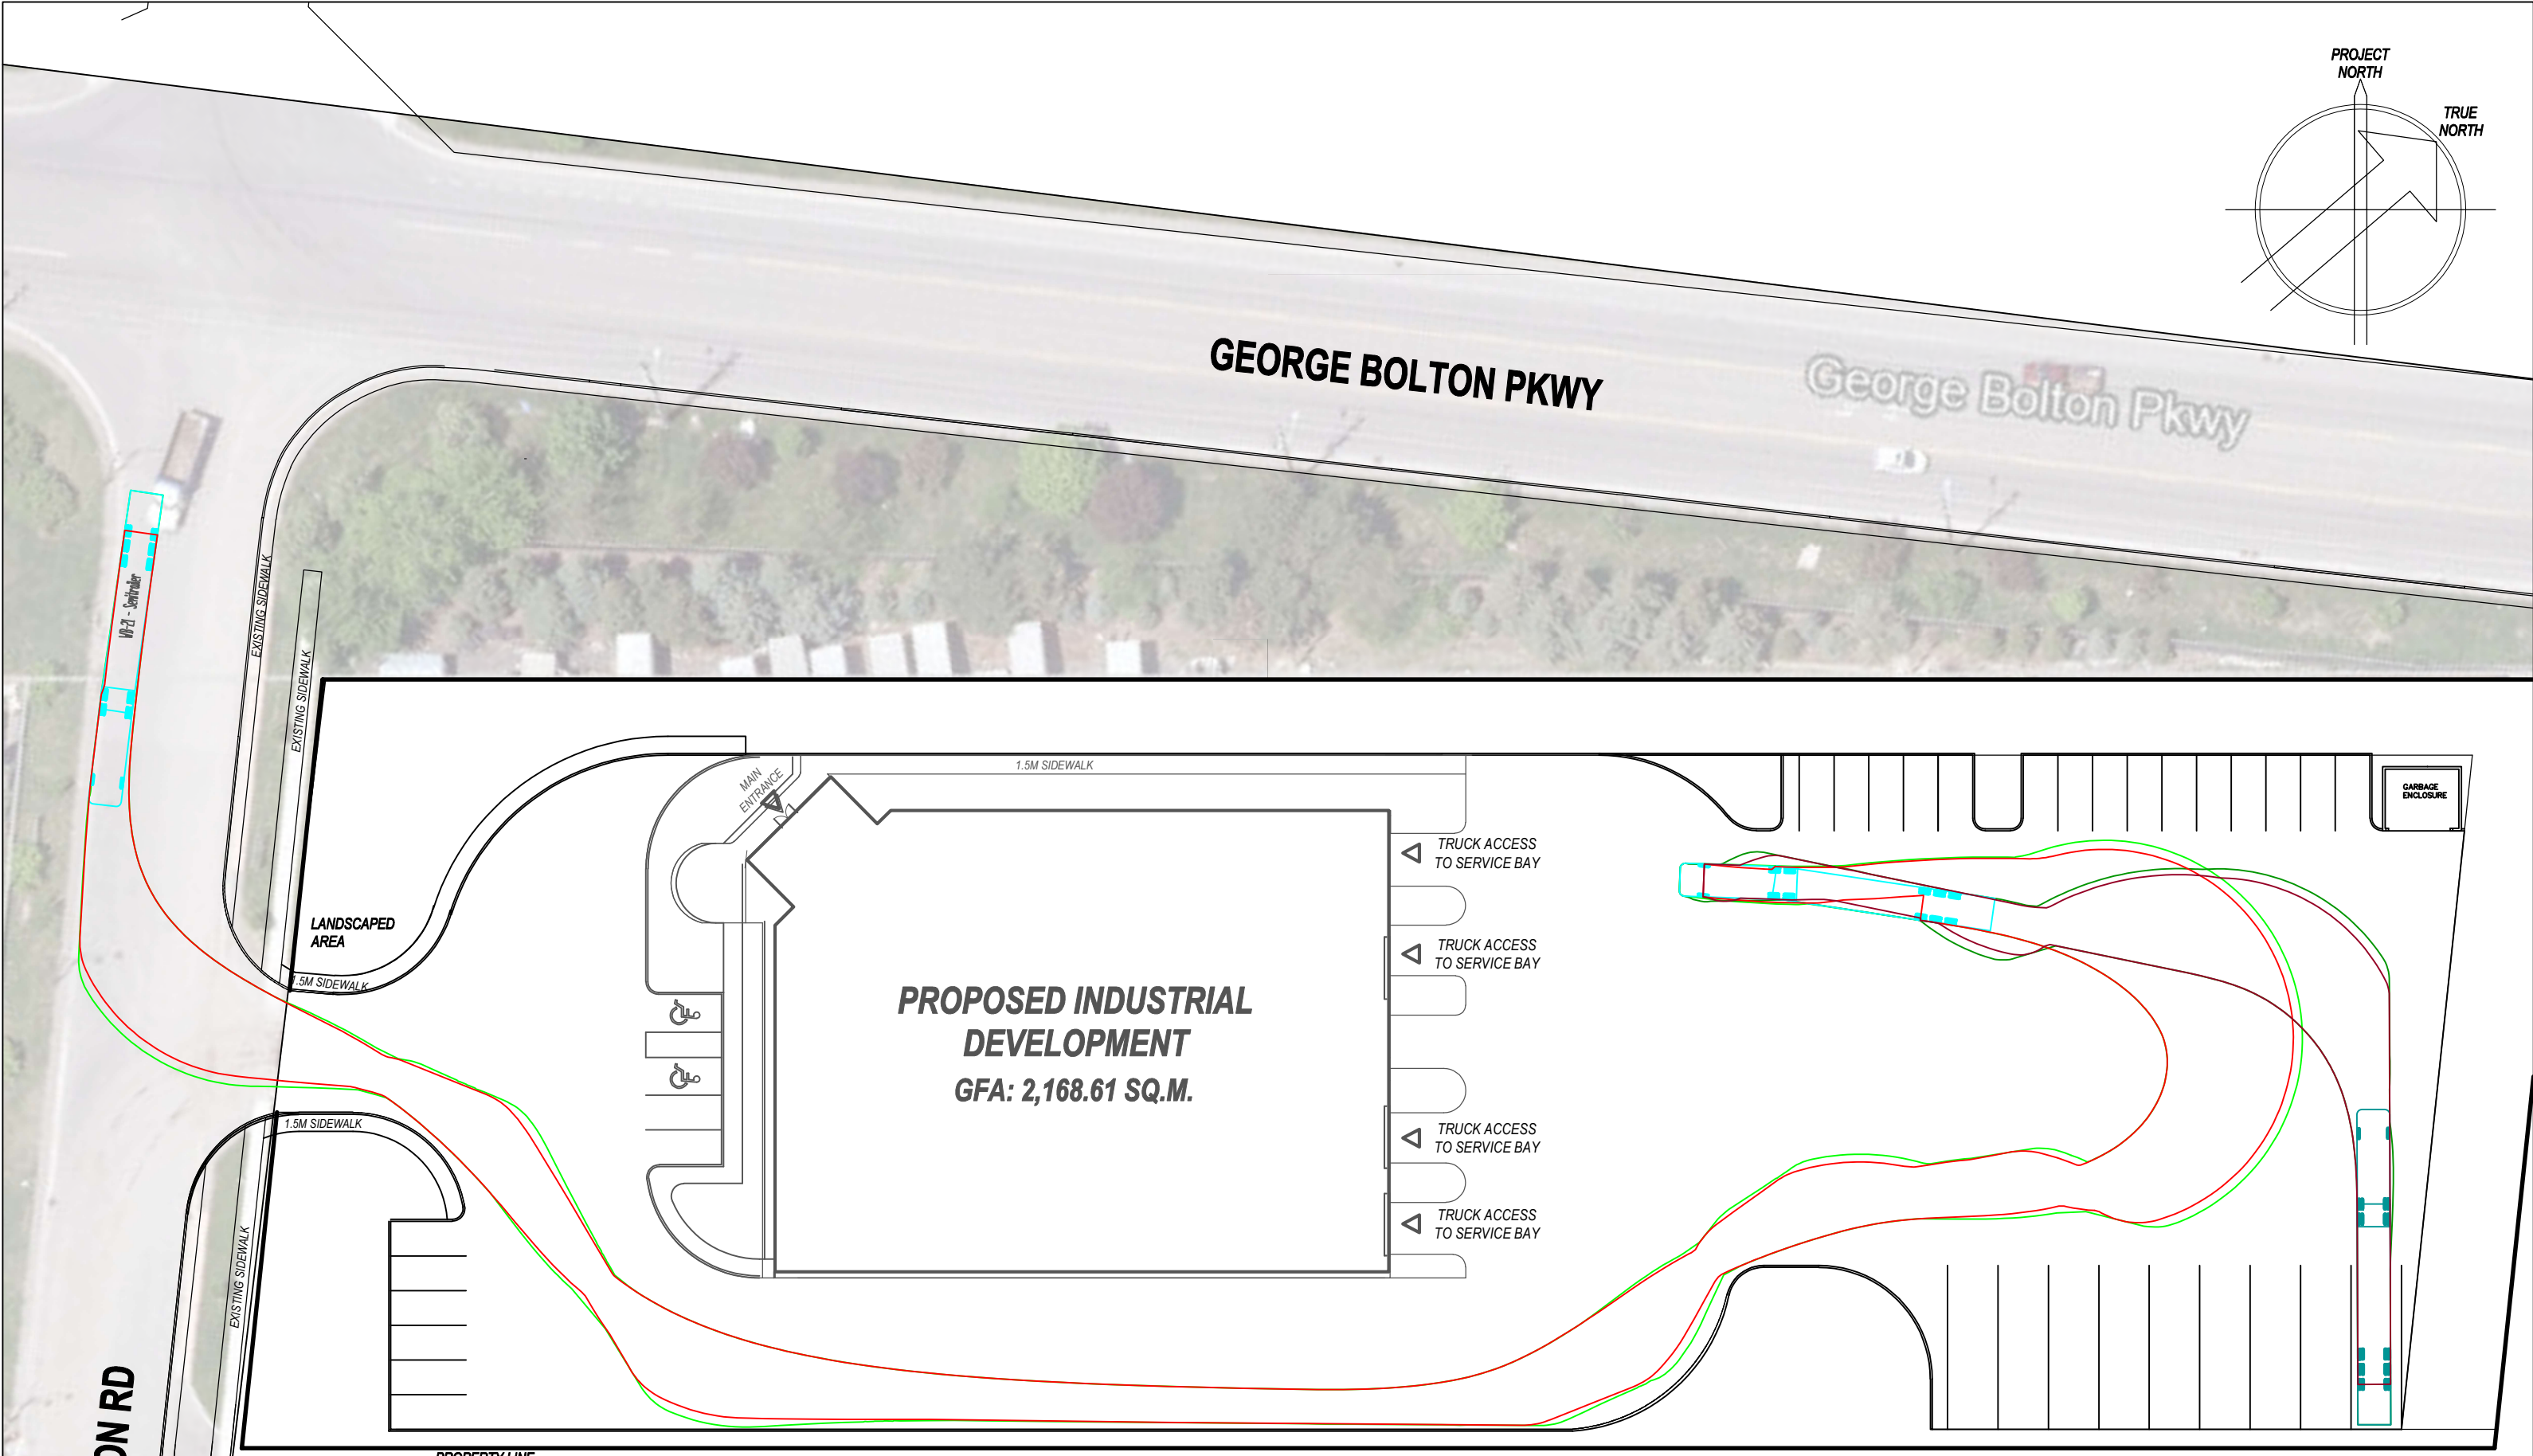 PROJECT
NORTH
TRUE
NORTH
GEORGE BOLTON PKWY
George Bolton Pkwy
WB-21 - Semitrailer
EXISTING SIDEWALK
EXISTING SIDEWALK
1.5M SIDEWALK
MAIN
ENTRANCE
GARBAGE
ENCLOSURE
TRUCK ACCESS
TO SERVICE BAY
LANDSCAPED
AREA
TRUCK ACCESS
TO SERVICE BAY
1.5M SIDEWALK
PROPOSED INDUSTRIAL
DEVELOPMENT
GFA: 2,168.61 SQ.M.
1.5M SIDEWALK
TRUCK ACCESS
TO SERVICE BAY
TRUCK ACCESS
TO SERVICE BAY
EXISTING SIDEWALK
ON RD
PROPERTY LINE